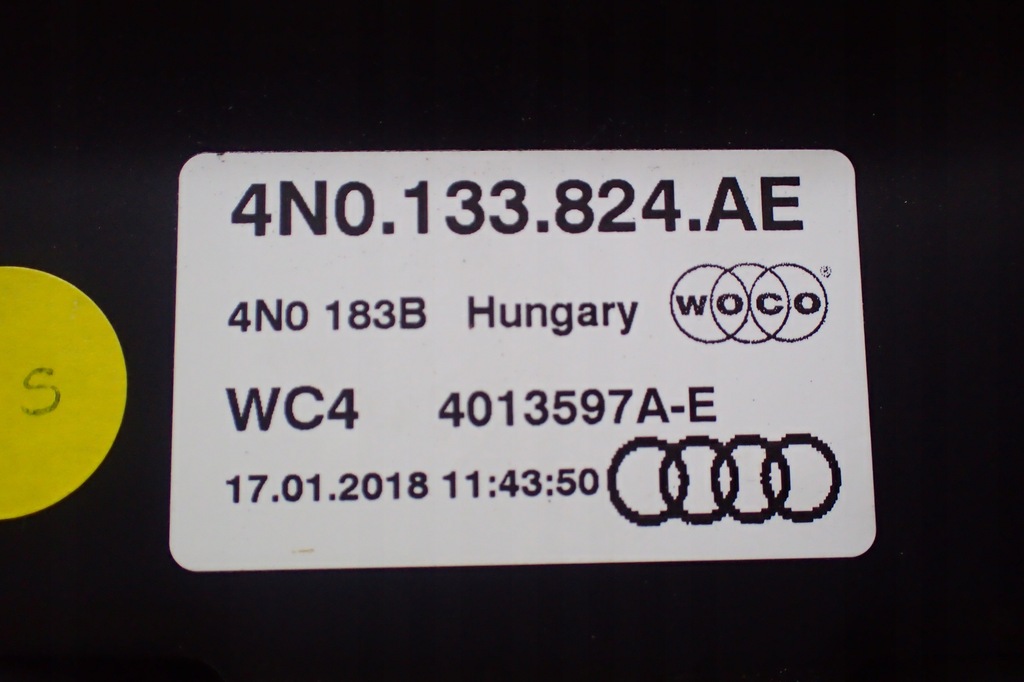 4N0.133.824.AE
4N0 183B Hungary WOCO®
WC4 4013597A-E
17.01.2018 11:43:50
S